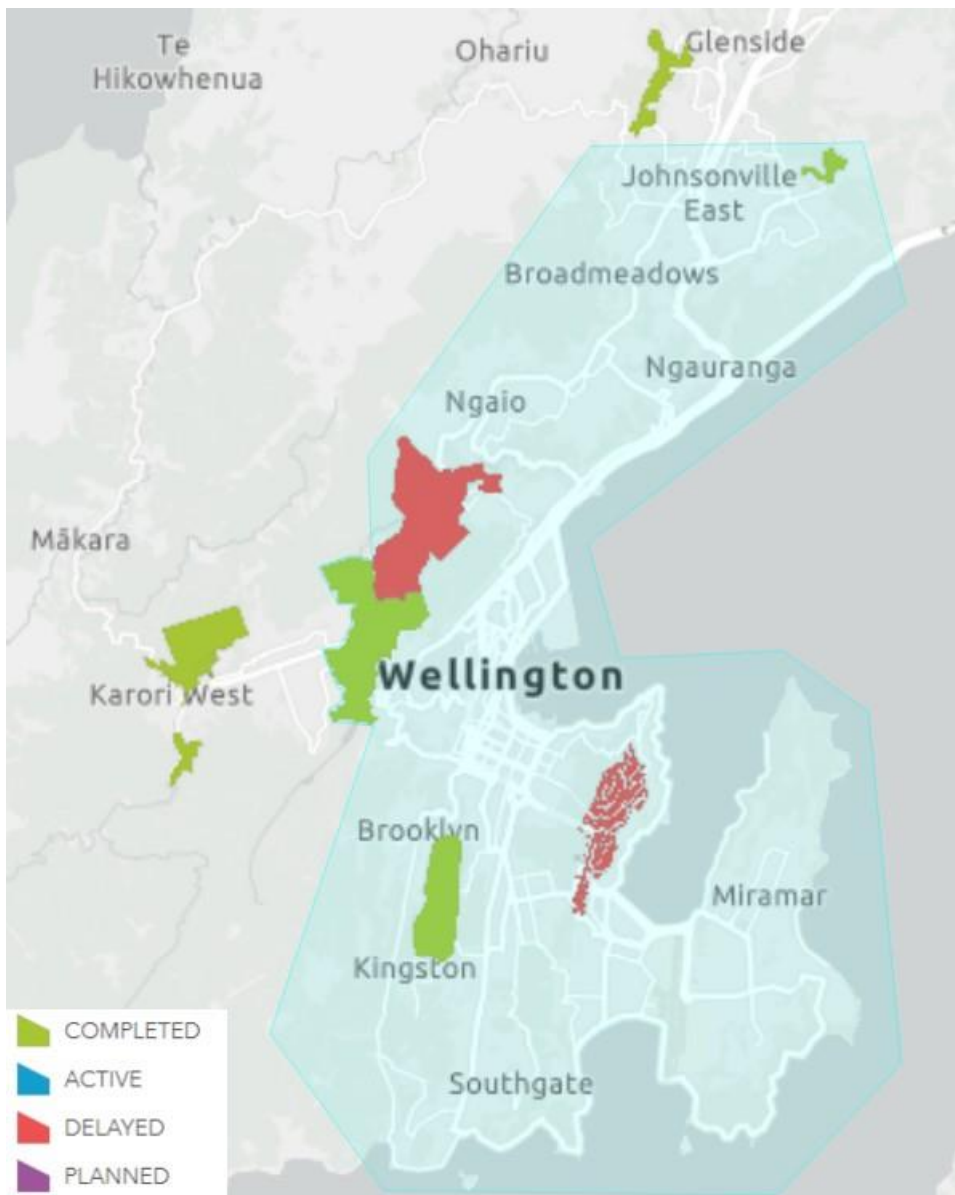 Te
Hikowhenua
Ohariu
Glenside
Johnsonville
East
Broadmeadows
Ngauranga
Ngaio
Mākara
Karori West
Wellington
Brooklyn
Miramar
Kingston
Southgate
COMPLETED
ACTIVE
DELAYED
PLANNED